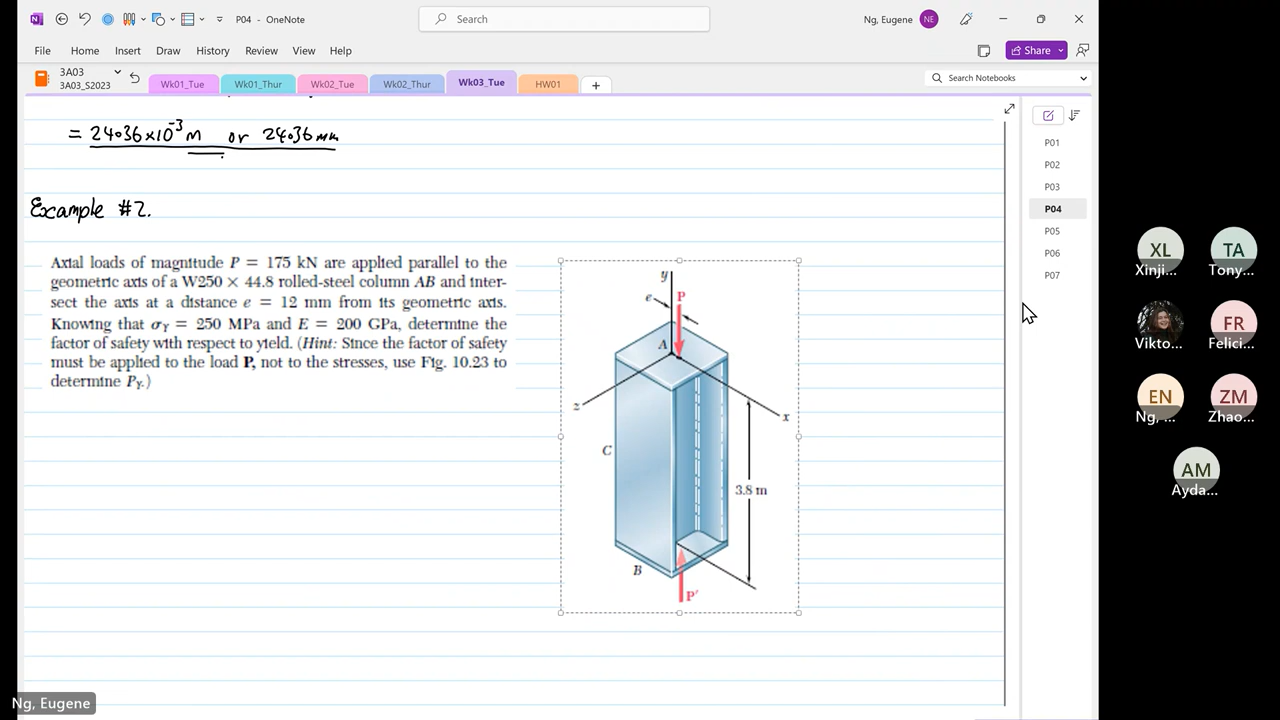 P04 - OneNote
Search
Ng, Eugene
NE
File Home Insert Draw History Review View Help
Share
3A03
3A03_S2023
Wk01_Tue
Wk01_Thur
Wk02_Tue
Wk02_Thur
Wk03_Tue
HW01
Search Notebooks
= 24.36x10⁻³ m or 24.36mm
Example #2.
Axial loads of magnitude P = 175 kN are applied parallel to the
geometric axis of a W250 × 44.8 rolled-steel column AB and inter-
sect the axis at a distance e = 12 mm from its geometric axis.
Knowing that σY = 250 MPa and E = 200 GPa, determine the
factor of safety with respect to yield. (Hint: Since the factor of safety
must be applied to the load P, not to the stresses, use Fig. 10.23 to
determine PY.)
y
e
P
A
z
x
C
3.8 m
B
P'
P01
P02
P03
P04
P05
P06
P07
XL
Xinji...
TA
Tony...
Vikto...
FR
Felici...
EN
Ng, ...
ZM
Zhao...
AM
Ayda...
Ng, Eugene